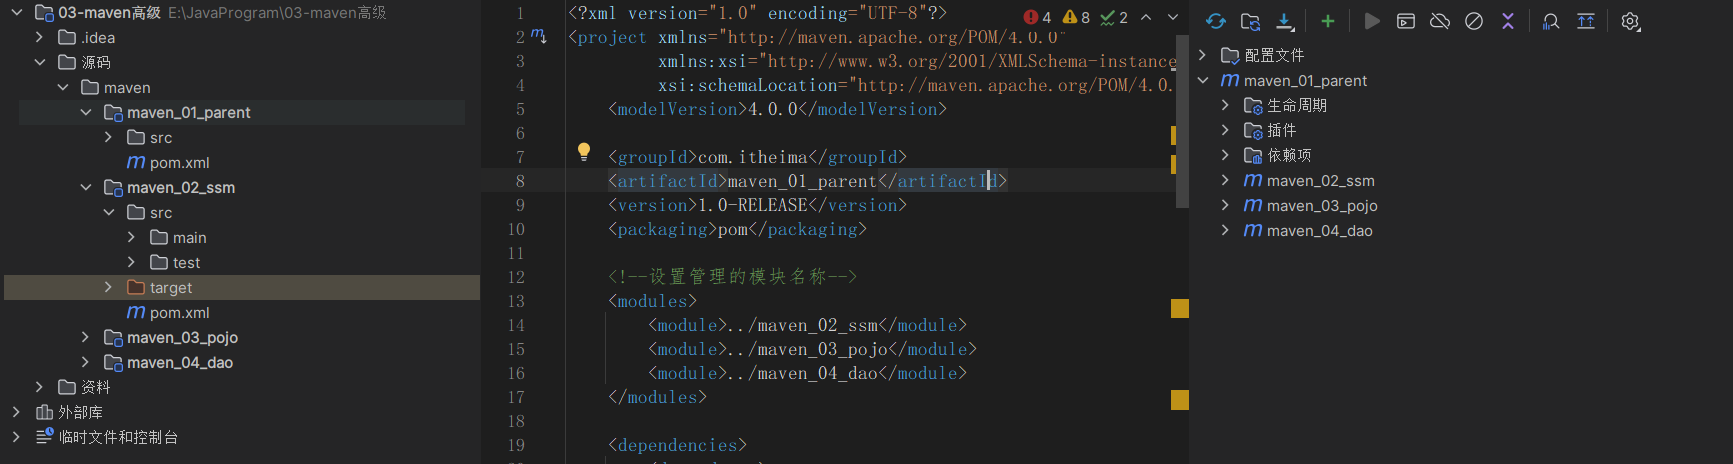 03-maven高级 E:\JavaProgram\03-maven高级
.idea
源码
maven
maven_01_parent
src
pom.xml
maven_02_ssm
src
main
test
target
pom.xml
maven_03_pojo
maven_04_dao
资料
外部库
临时文件和控制台
4 8 2
1 <?xml version="1.0" encoding="UTF-8"?>
2 <project xmlns="http://maven.apache.org/POM/4.0.0"
3 xmlns:xsi="http://www.w3.org/2001/XMLSchema-instance
4 xsi:schemaLocation="http://maven.apache.org/POM/4.0.
5 <modelVersion>4.0.0</modelVersion>
6
7 <groupId>com.itheima</groupId>
8 <artifactId>maven_01_parent</artifactId>
9 <version>1.0-RELEASE</version>
10 <packaging>pom</packaging>
11
12 <!--设置管理的模块名称-->
13 <modules>
14 <module>../maven_02_ssm</module>
15 <module>../maven_03_pojo</module>
16 <module>../maven_04_dao</module>
17 </modules>
18
19 <dependencies>
配置文件
maven_01_parent
生命周期
插件
依赖项
maven_02_ssm
maven_03_pojo
maven_04_dao